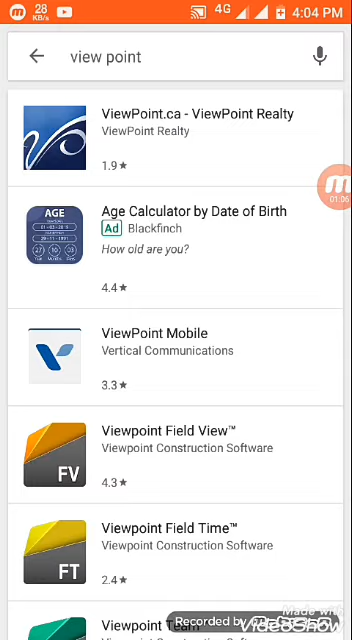 28
KB/s
4G
4:04 PM
view point
ViewPoint.ca - ViewPoint Realty
ViewPoint Realty
1.9★
01:06
AGE
Age Calculator by Date of Birth
Ad Blackfinch
How old are you?
4.4★
ViewPoint Mobile
Vertical Communications
3.3★
Viewpoint Field View™
Viewpoint Construction Software
FV
4.3★
Viewpoint Field Time™
Viewpoint Construction Software
FT
2.4★
Made with
VideoShow
Viewpoint Team
Recorded by